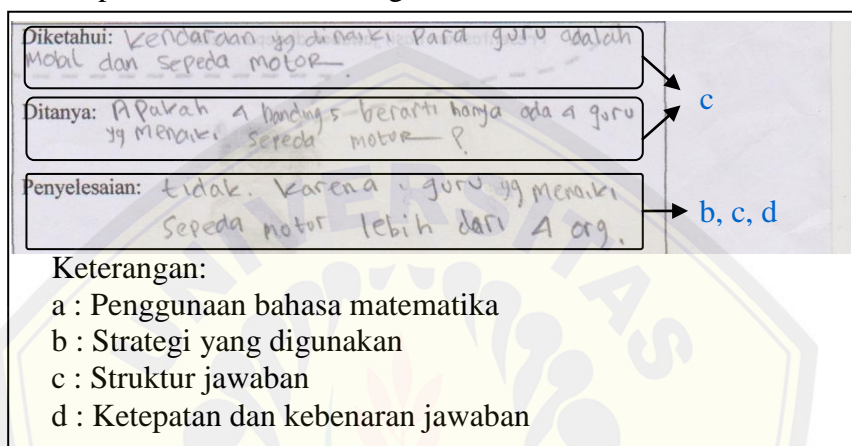 Diketahui: Kendaraan yg dinaiki para guru adalah
Mobil dan sepeda motor
c
Ditanya: Apakah 4 banding 5 berarti hanya ada 4 guru
yg menaiki sepeda motor ?
Penyelesaian: tidak. Karena, guru yg menaiki
sepeda motor lebih dari 4 org.
b, c, d
UNIVERSITAS
Keterangan:
a : Penggunaan bahasa matematika
b : Strategi yang digunakan
c : Struktur jawaban
d : Ketepatan dan kebenaran jawaban